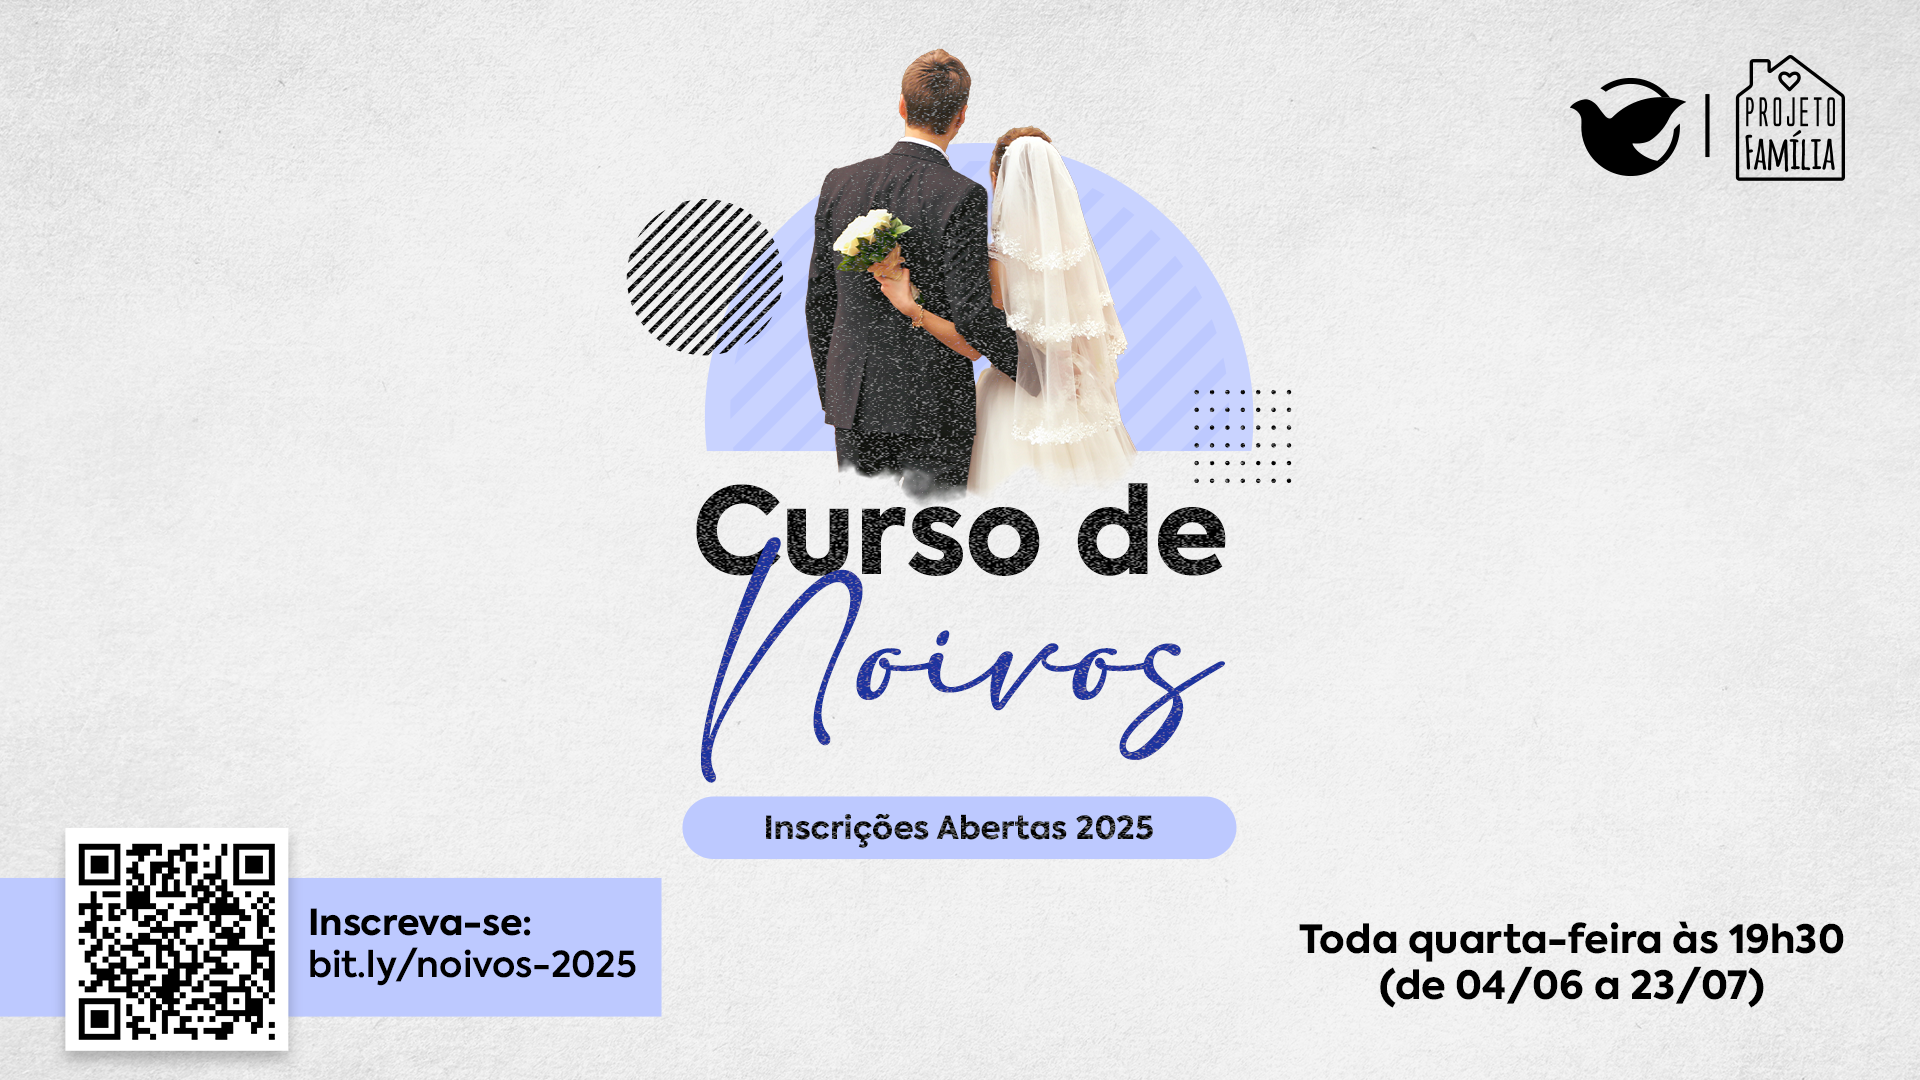 PROJETO
FAMÍLIA
Curso de
Noivos
Inscrições Abertas 2025
Inscreva-se:
bit.ly/noivos-2025
Toda quarta-feira às 19h30
(de 04/06 a 23/07)